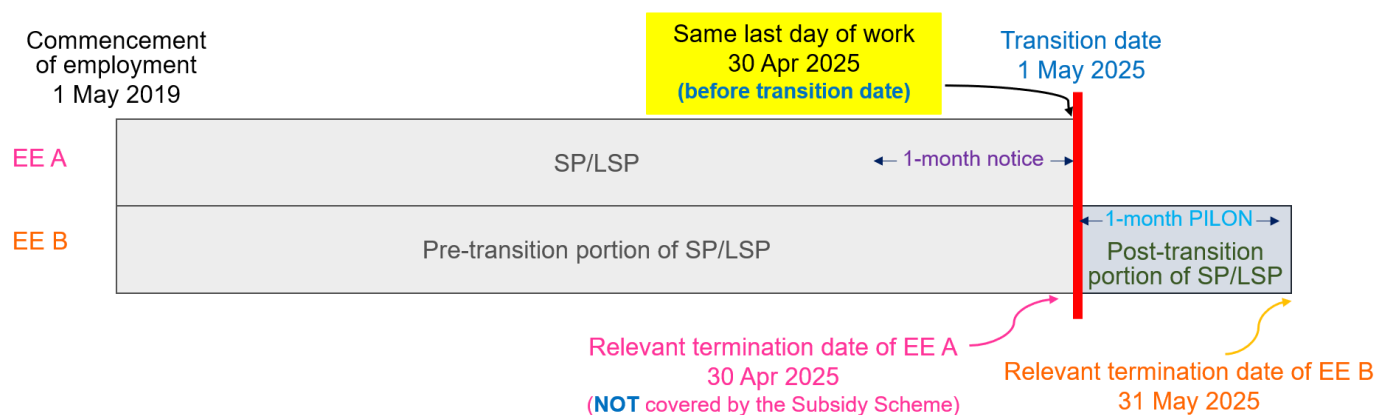 Commencement
of employment
1 May 2019
Same last day of work
30 Apr 2025
(before transition date)
Transition date
1 May 2025
EE A
SP/LSP
1-month notice
EE B
Pre-transition portion of SP/LSP
1-month PILON
Post-transition
portion of SP/LSP
Relevant termination date of EE A
30 Apr 2025
(NOT covered by the Subsidy Scheme)
Relevant termination date of EE B
31 May 2025